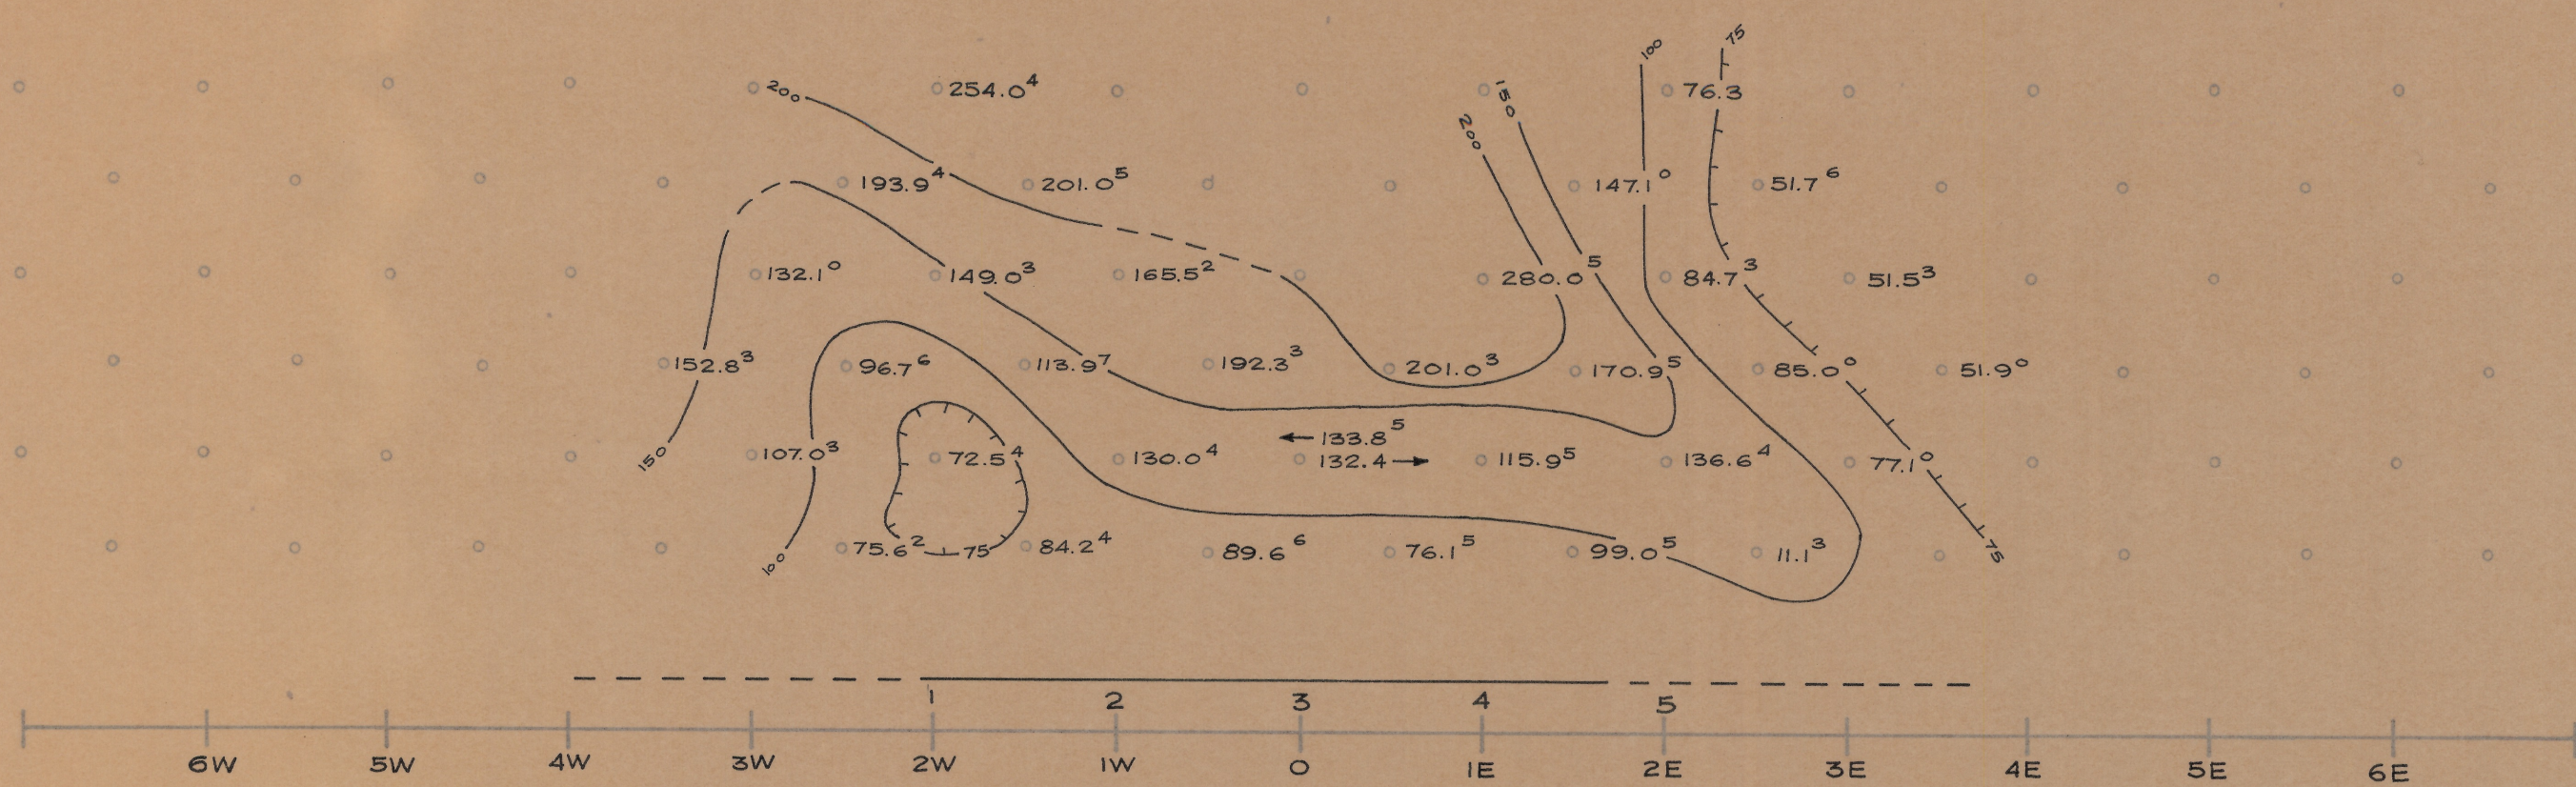 75
100
200 254.0⁴ 150 76.3
200
193.9⁴ 201.0⁵ 147.1⁰ 51.7⁶
132.1⁰ 149.0³ 165.5² 280.0⁵ 84.7³ 51.5³
152.8³ 96.7⁶ 113.9⁷ 192.3³ 201.0³ 170.9⁵ 85.0⁰ 51.9⁰
← 133.8⁵
150 107.0³ 72.5⁴ 130.0⁴ 132.4 → 115.9⁵ 136.6⁴ 77.1⁰
100 75.6² 75 84.2⁴ 89.6⁶ 76.1⁵ 99.0⁵ 11.1³ 75
1 2 3 4 5
6W 5W 4W 3W 2W 1W 0 1E 2E 3E 4E 5E 6E